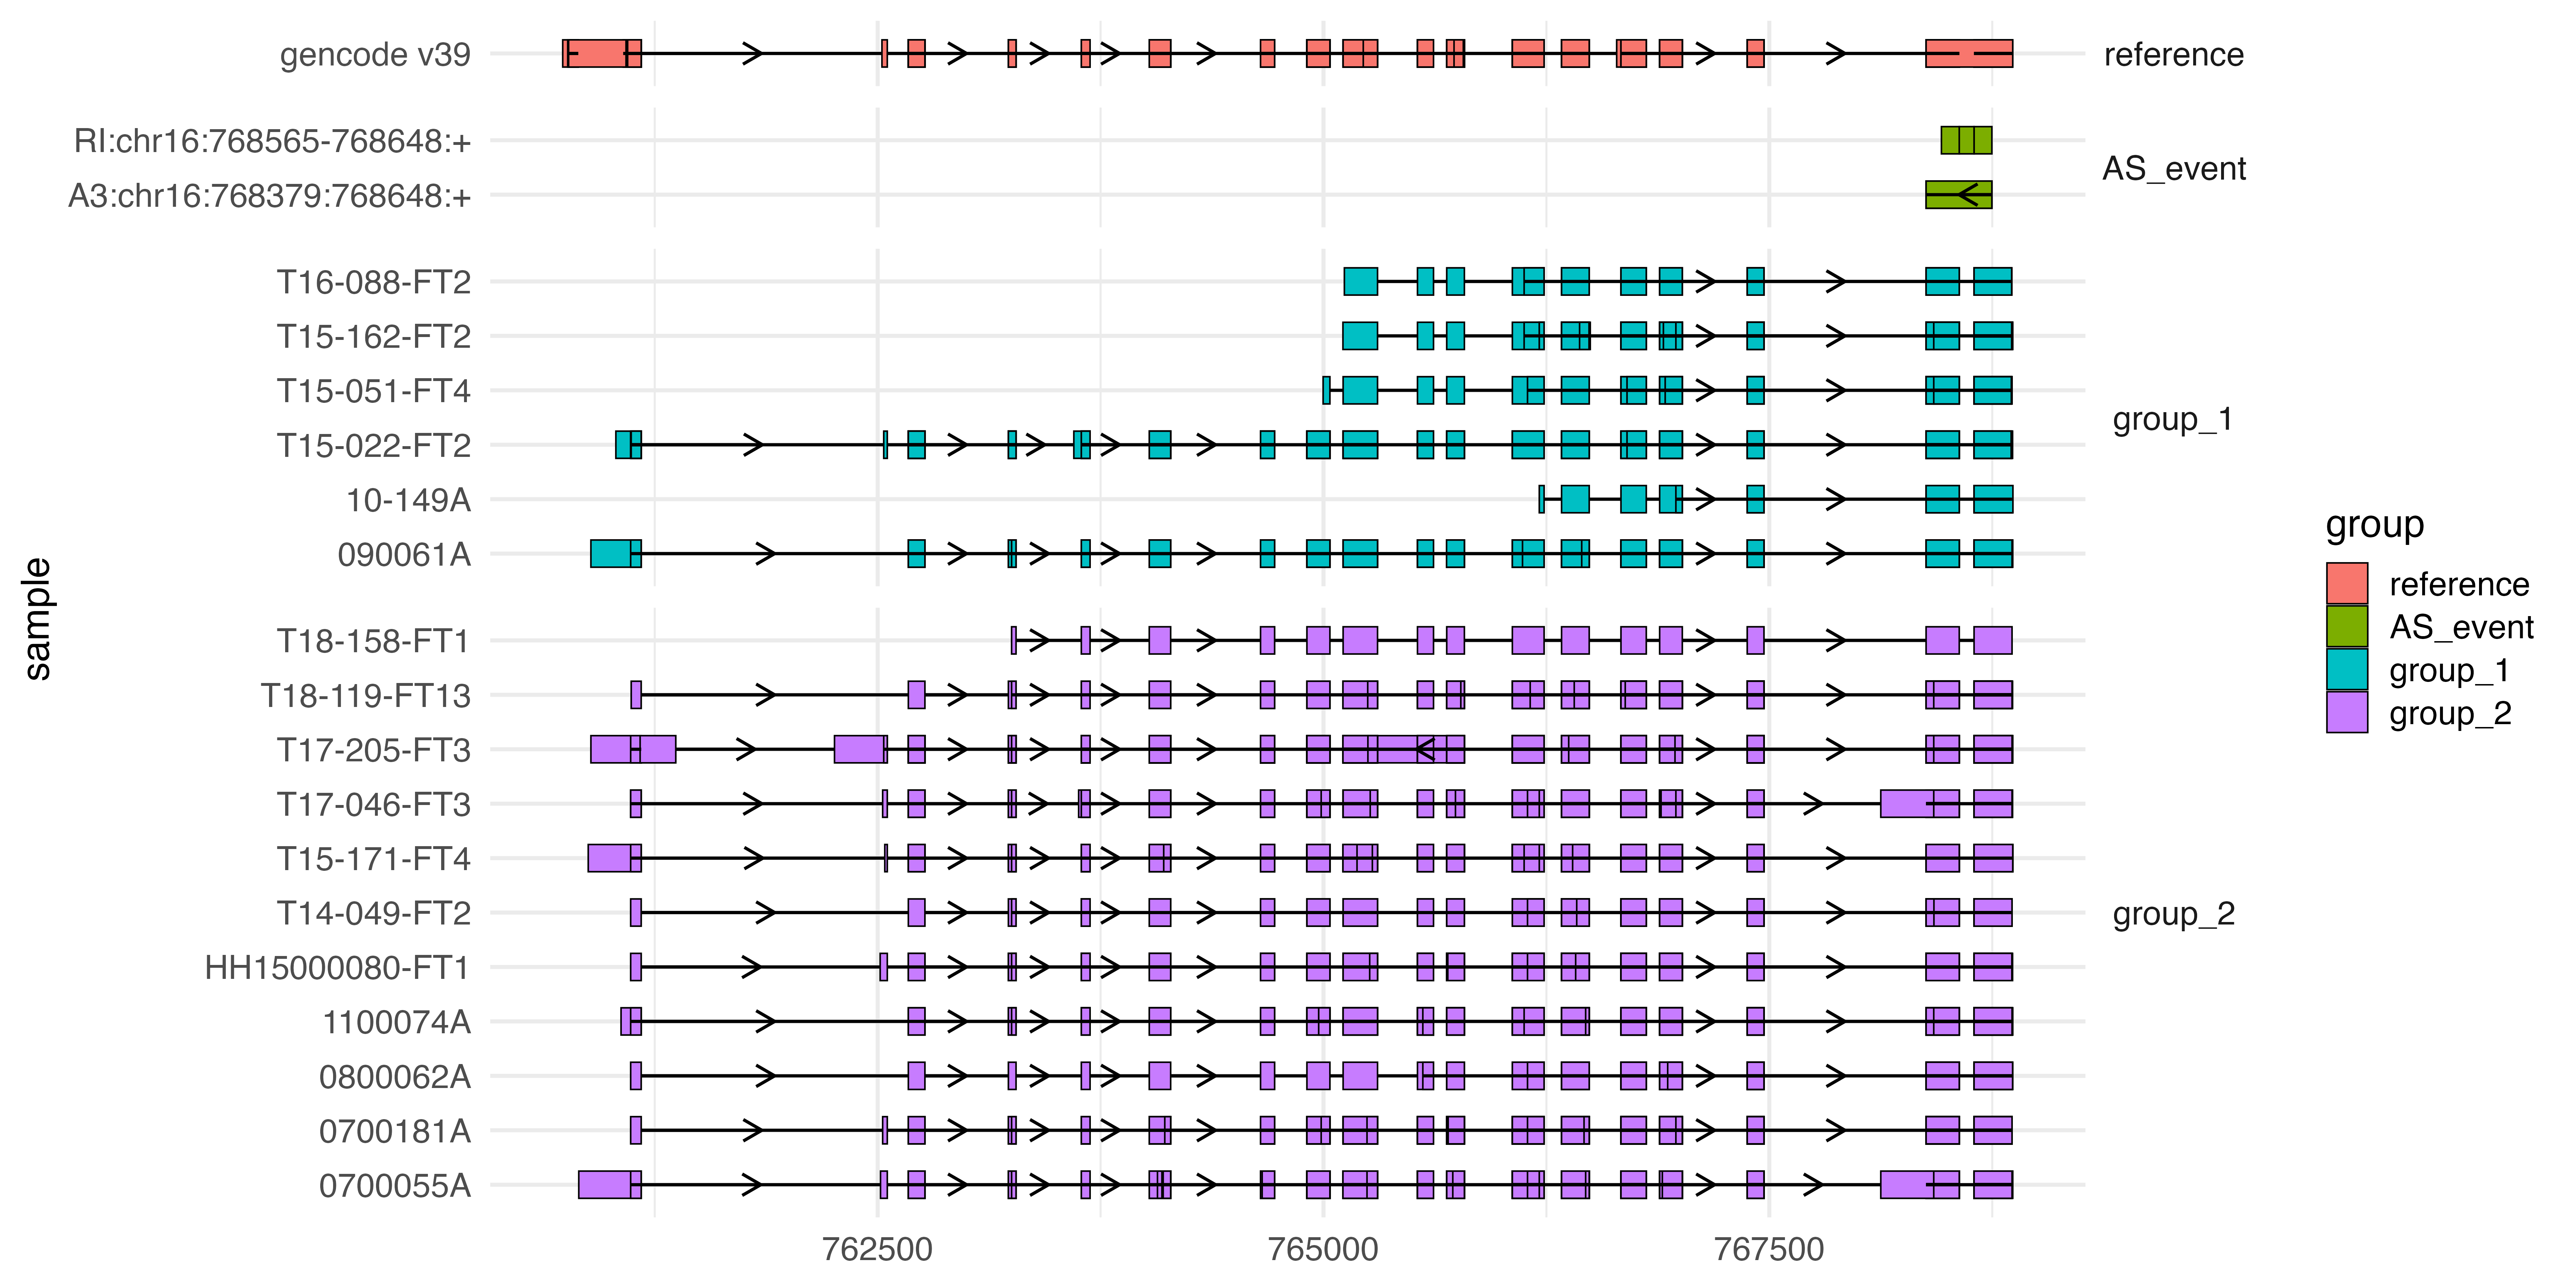 gencode v39
reference
RI:chr16:768565-768648:+
A3:chr16:768379:768648:+
AS_event
T16-088-FT2
T15-162-FT2
T15-051-FT4
T15-022-FT2
10-149A
090061A
group_1
T18-158-FT1
T18-119-FT13
T17-205-FT3
T17-046-FT3
T15-171-FT4
T14-049-FT2
HH15000080-FT1
1100074A
0800062A
0700181A
0700055A
group_2
sample
762500 765000 767500
group
reference
AS_event
group_1
group_2